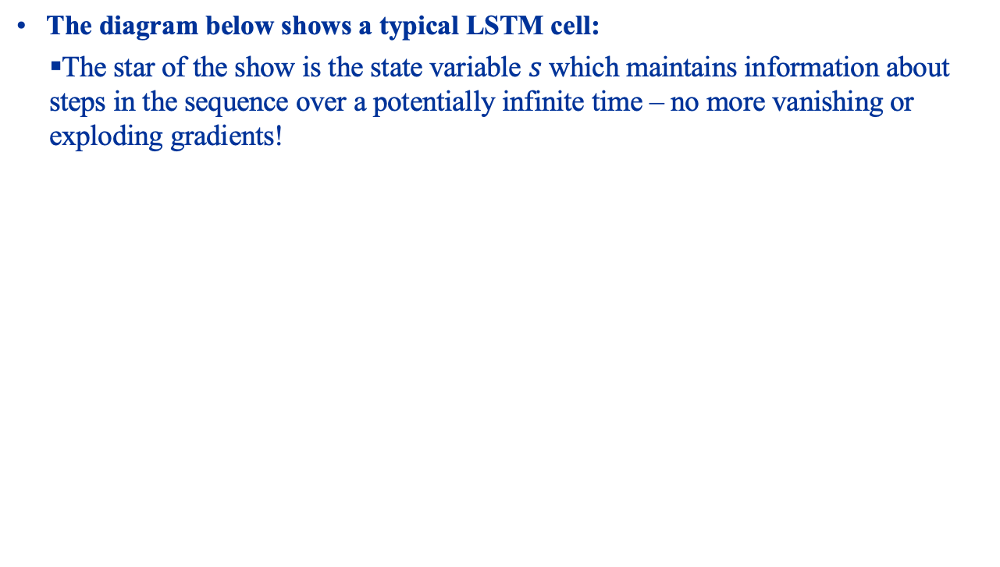 • The diagram below shows a typical LSTM cell:
▪The star of the show is the state variable s which maintains information about
steps in the sequence over a potentially infinite time – no more vanishing or
exploding gradients!